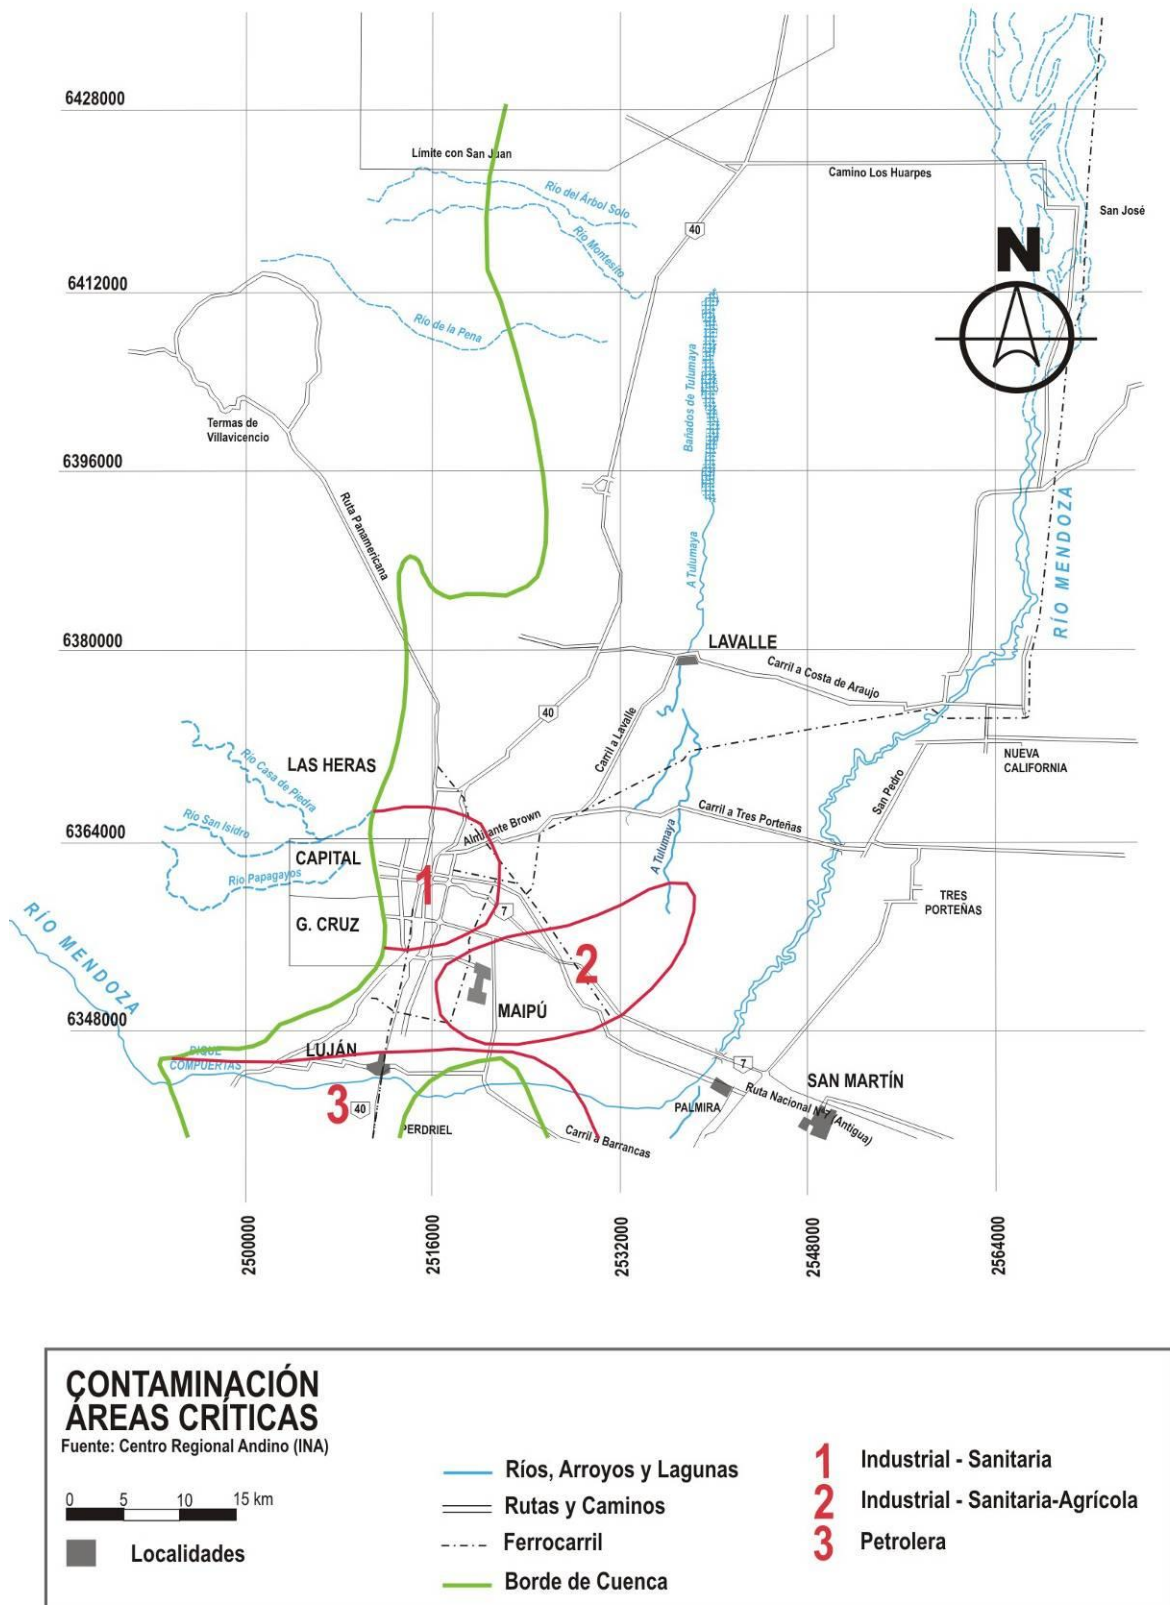 6428000
Límite con San Juan
Camino Los Huarpes
Río del Árbol Solo
San José
40
Río Montesito
N
6412000
Río de la Pena
Bañados de Tulumaya
Termas de
Villavicencio
6396000
Ruta Panamericana
RÍO MENDOZA
A Tulumaya
6380000
LAVALLE
Carril a Costa de Araujo
40
Carril a Lavalle
LAS HERAS
Río Casa de Piedra
NUEVA
CALIFORNIA
San Pedro
Río San Isidro
Almirante Brown
Carril a Tres Porteñas
6364000
CAPITAL
A Tulumaya
Río Papagayos
1
TRES
PORTEÑAS
RÍO MENDOZA
G. CRUZ
7
2
MAIPÚ
6348000
LUJÁN
DIQUE
COMPUERTAS
7
SAN MARTÍN
3
40
PALMIRA
Ruta Nacional N°7 (Antigua)
PERDRIEL
Carril a Barrancas
2500000
2516000
2532000
2548000
2564000
CONTAMINACIÓN
ÁREAS CRÍTICAS
Fuente: Centro Regional Andino (INA)
0 5 10 15 km
Localidades
Ríos, Arroyos y Lagunas
Rutas y Caminos
Ferrocarril
Borde de Cuenca
1 Industrial - Sanitaria
2 Industrial - Sanitaria-Agrícola
3 Petrolera